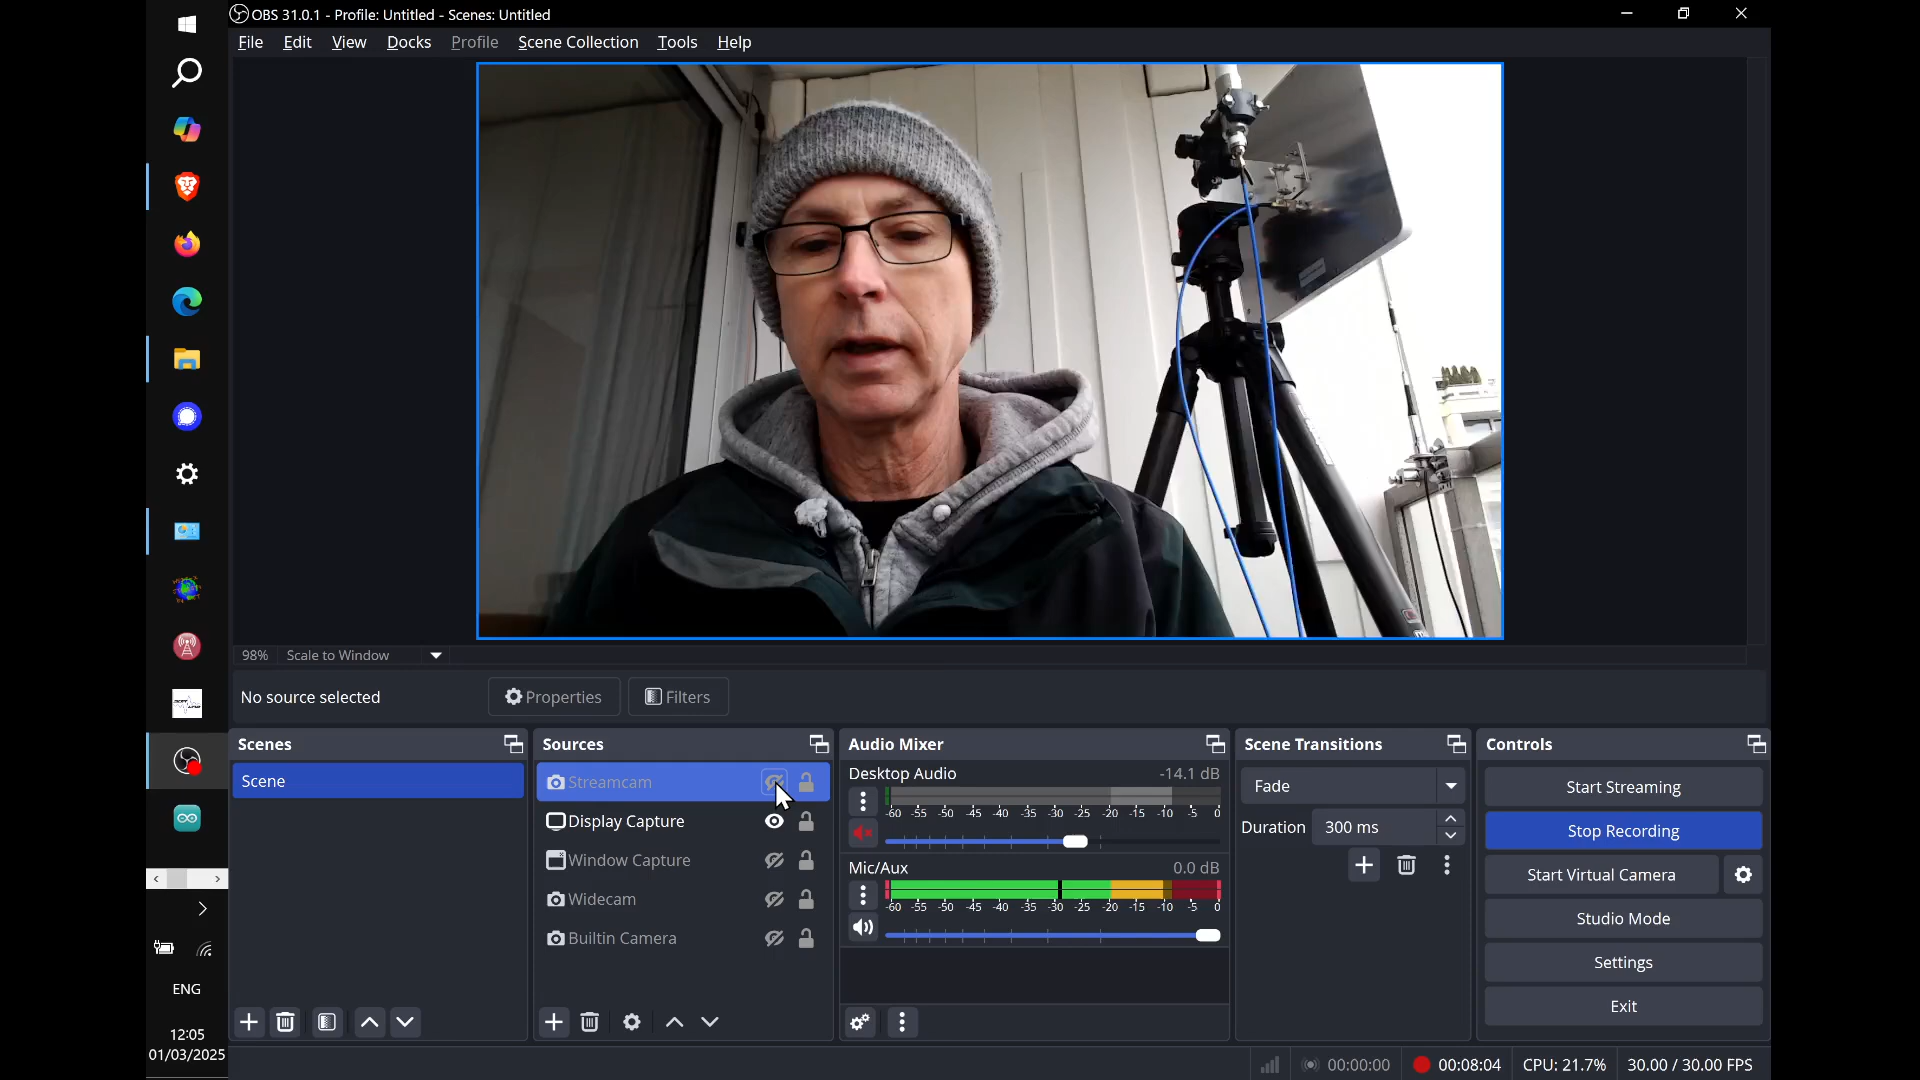 OBS 31.0.1 - Profile: Untitled - Scenes: Untitled
File Edit View Docks Profile Scene Collection Tools Help
98% Scale to Window
No source selected Properties Filters
Scenes
Scene
Sources
Streamcam
Display Capture
Window Capture
Widecam
Builtin Camera
Audio Mixer
Desktop Audio -14.1 dB
-60 -55 -50 -45 -40 -35 -30 -25 -20 -15 -10 -5 0
Mic/Aux 0.0 dB
-60 -55 -50 -45 -40 -35 -30 -25 -20 -15 -10 -5 0
Scene Transitions
Fade
Duration 300 ms
Controls
Start Streaming
Stop Recording
Start Virtual Camera
Studio Mode
Settings
Exit
ENG
12:05
01/03/2025
00:00:00 00:08:04 CPU: 21.7% 30.00 / 30.00 FPS